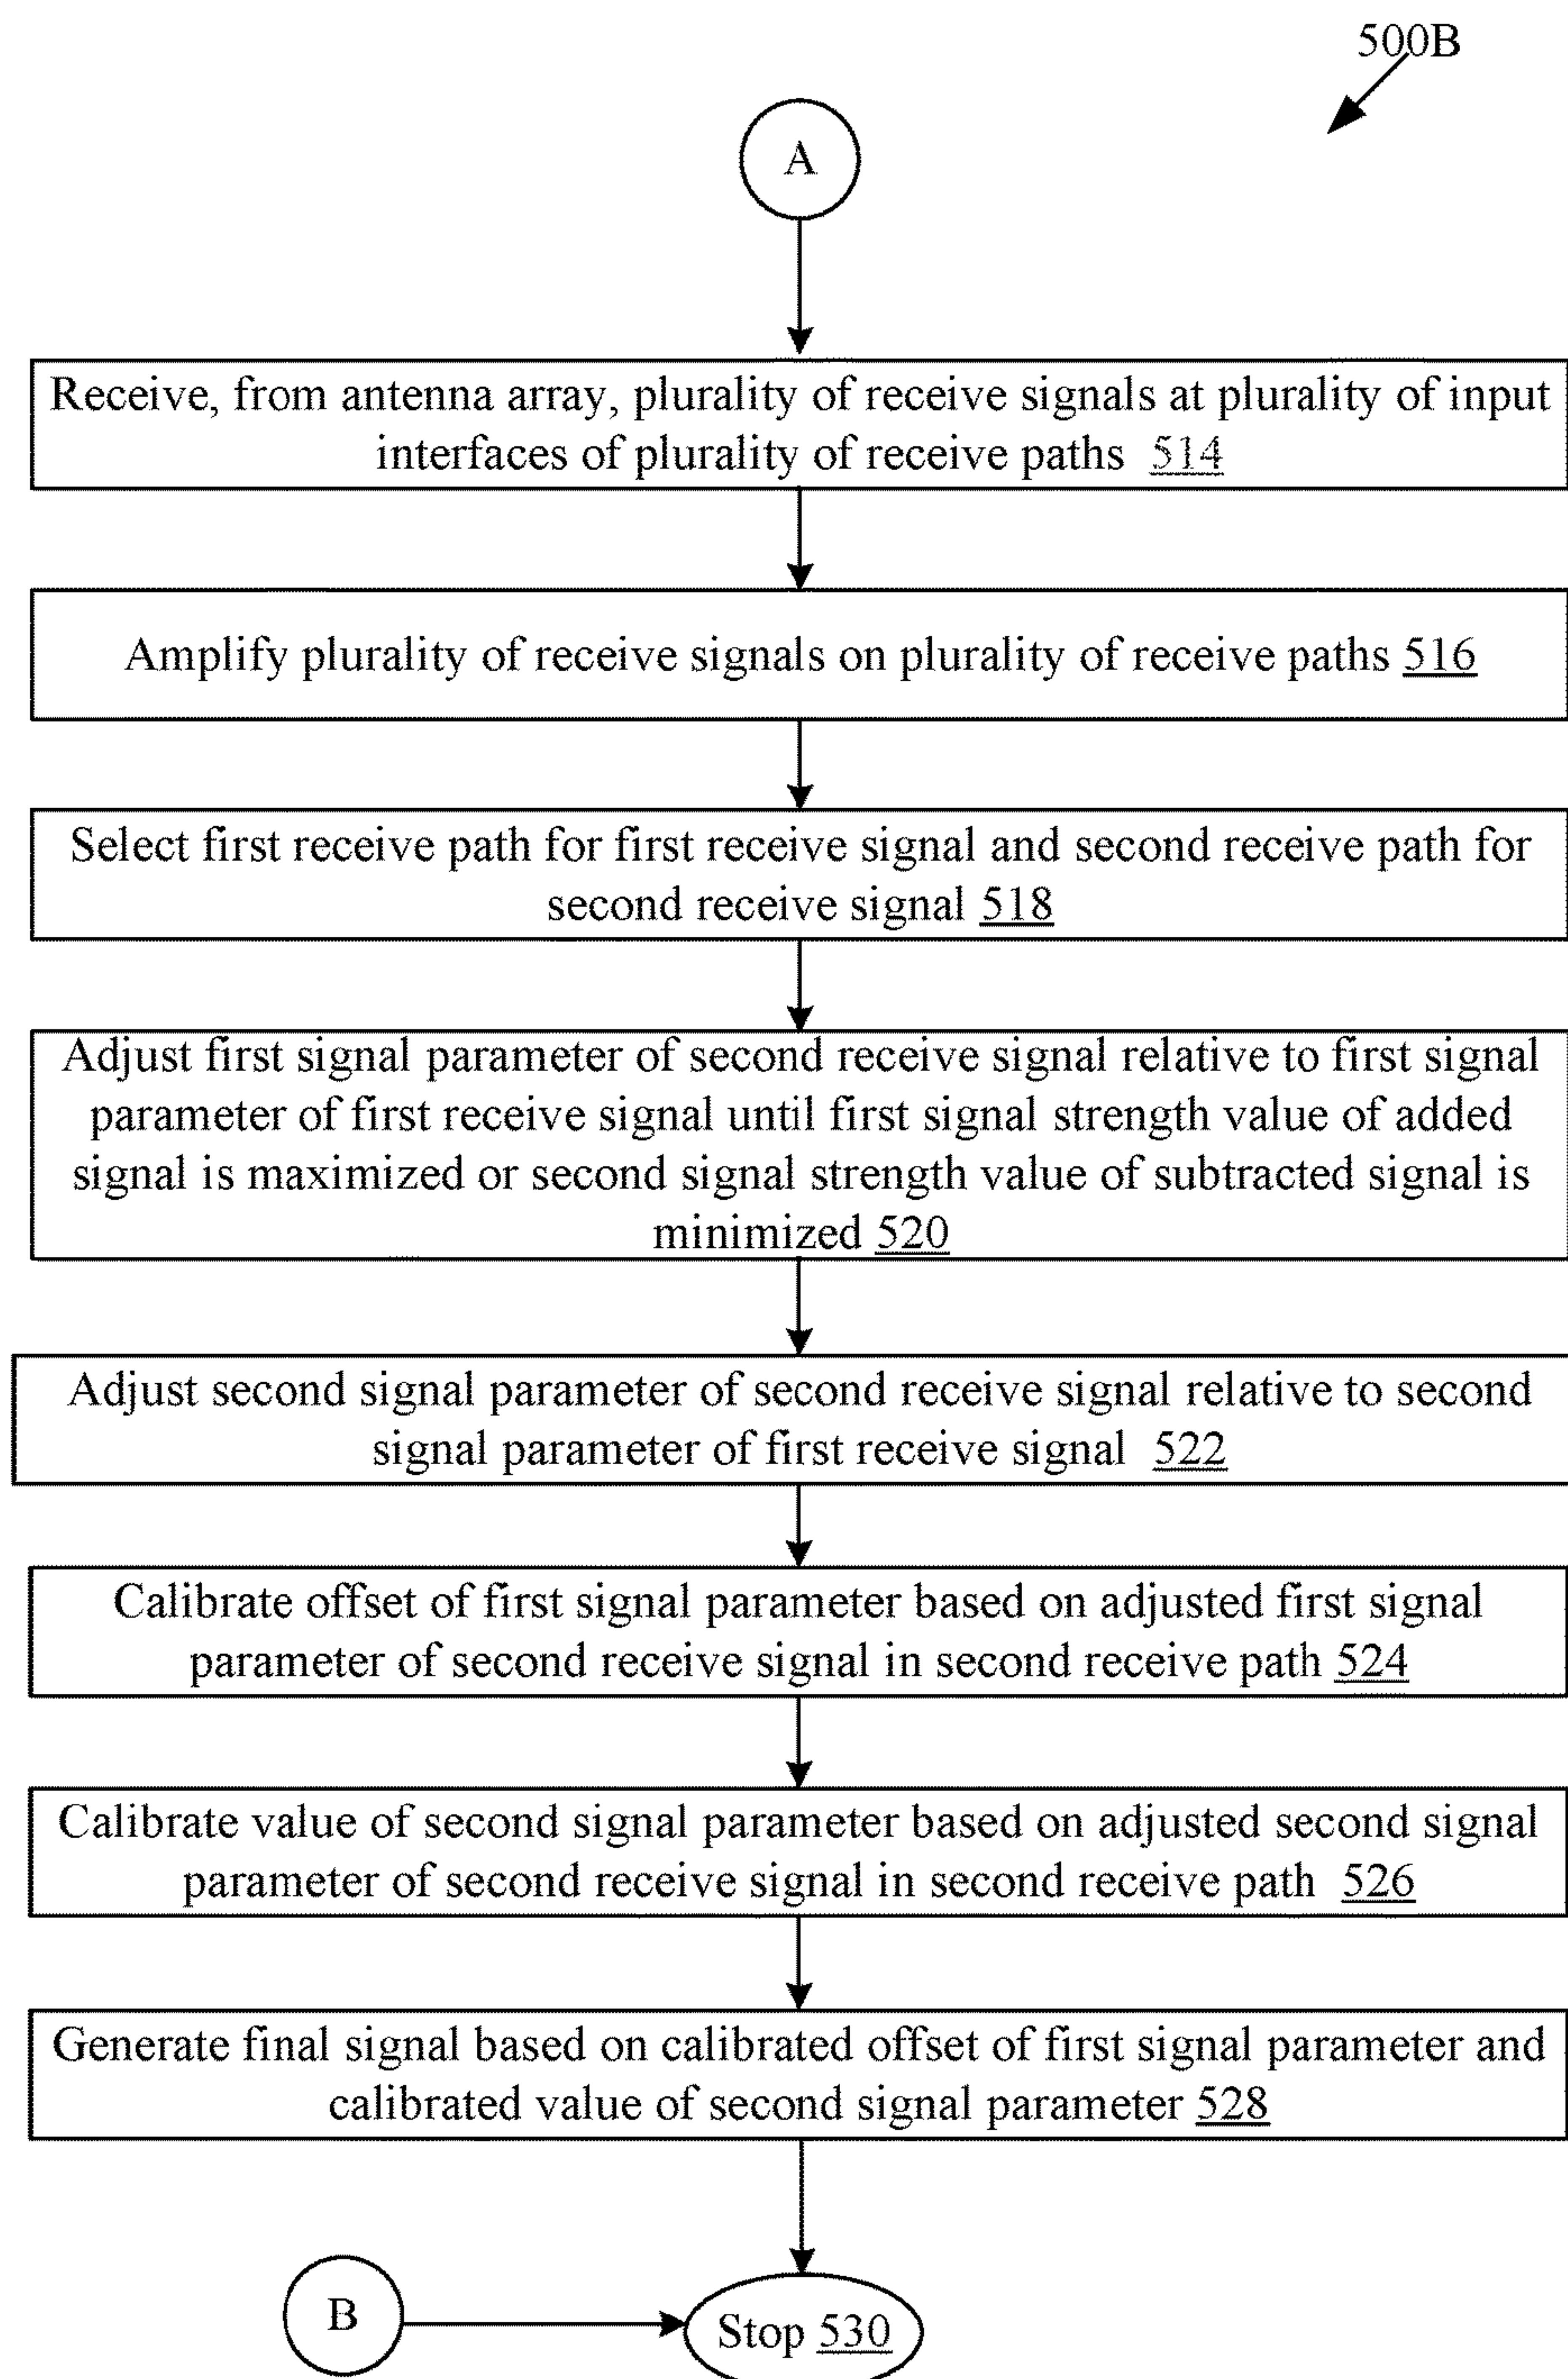 500B
A
Receive, from antenna array, plurality of receive signals at plurality of input
interfaces of plurality of receive paths 514
Amplify plurality of receive signals on plurality of receive paths 516
Select first receive path for first receive signal and second receive path for
second receive signal 518
Adjust first signal parameter of second receive signal relative to first signal
parameter of first receive signal until first signal strength value of added
signal is maximized or second signal strength value of subtracted signal is
minimized 520
Adjust second signal parameter of second receive signal relative to second
signal parameter of first receive signal 522
Calibrate offset of first signal parameter based on adjusted first signal
parameter of second receive signal in second receive path 524
Calibrate value of second signal parameter based on adjusted second signal
parameter of second receive signal in second receive path 526
Generate final signal based on calibrated offset of first signal parameter and
calibrated value of second signal parameter 528
B
Stop 530